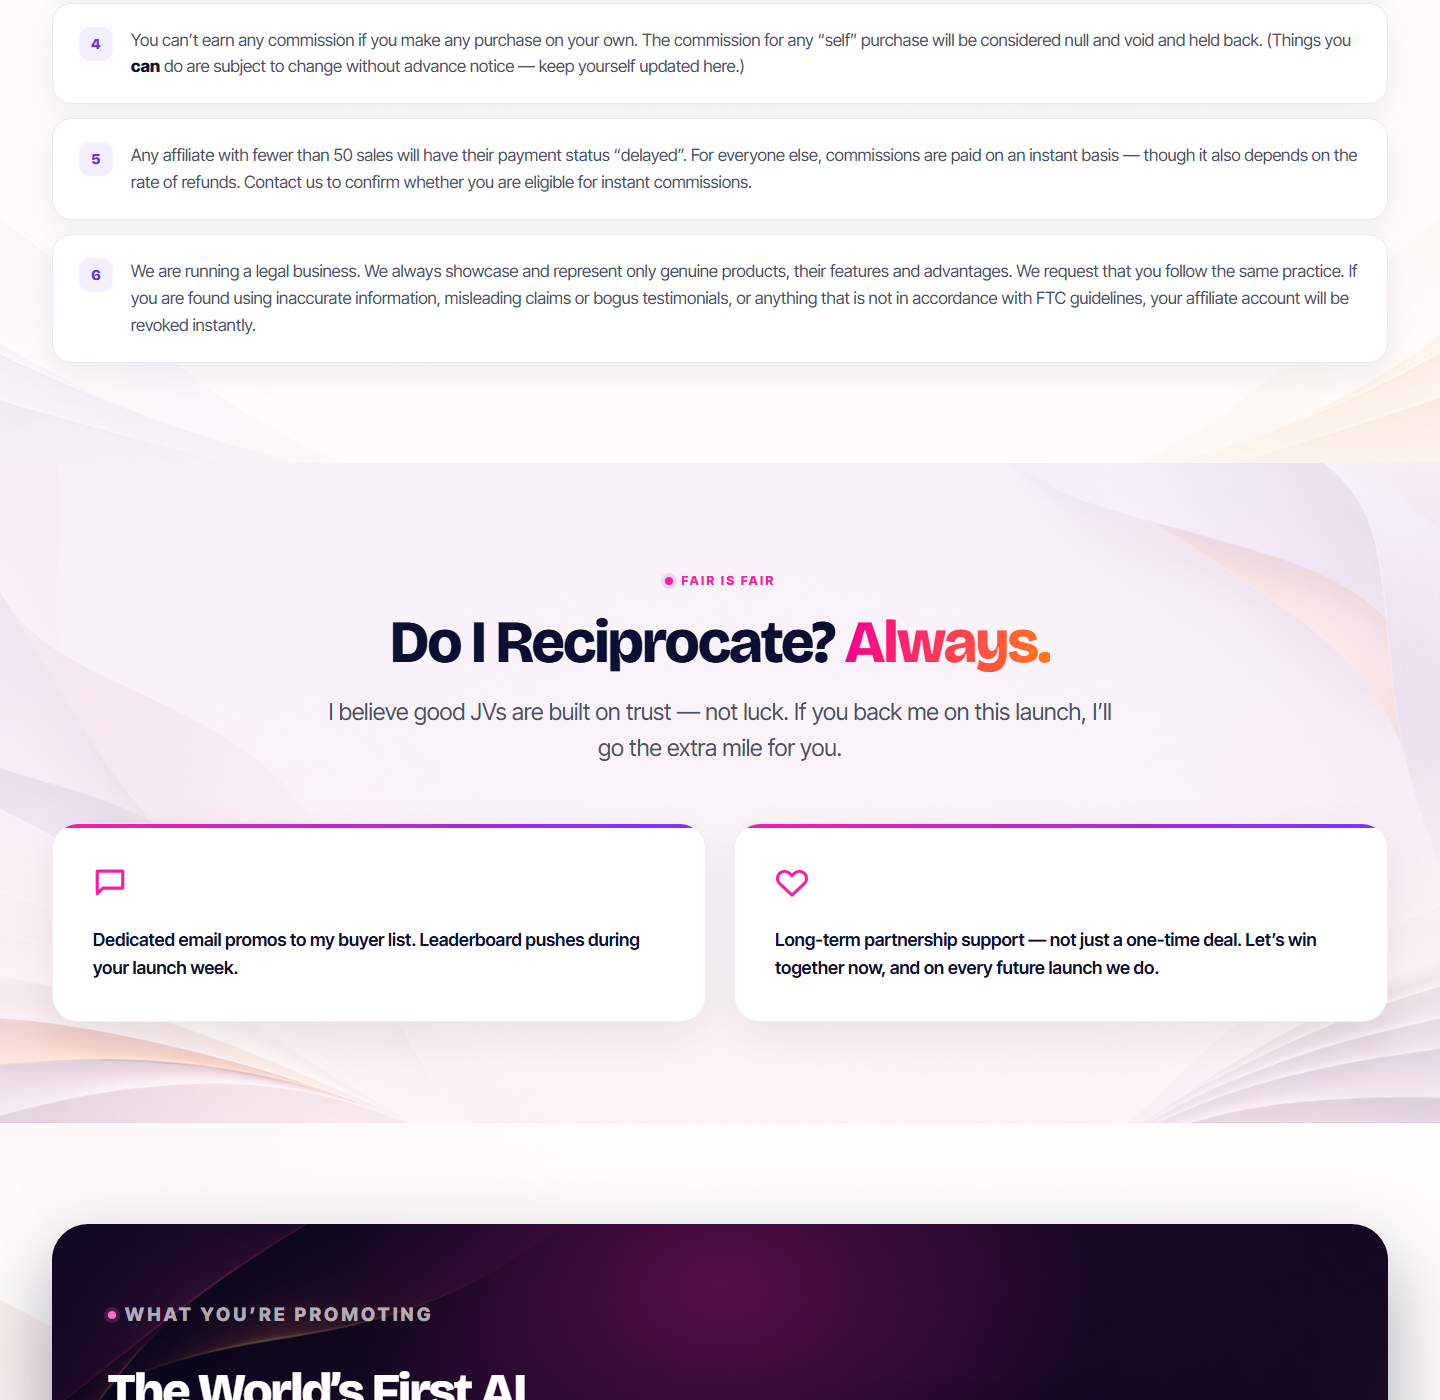 4
You can’t earn any commission if you make any purchase on your own. The commission for any “self” purchase will be considered null and void and held back. (Things you
can do are subject to change without advance notice — keep yourself updated here.)
5
Any affiliate with fewer than 50 sales will have their payment status “delayed”. For everyone else, commissions are paid on an instant basis — though it also depends on the
rate of refunds. Contact us to confirm whether you are eligible for instant commissions.
6
We are running a legal business. We always showcase and represent only genuine products, their features and advantages. We request that you follow the same practice. If
you are found using inaccurate information, misleading claims or bogus testimonials, or anything that is not in accordance with FTC guidelines, your affiliate account will be
revoked instantly.
FAIR IS FAIR
Do I Reciprocate? Always.
I believe good JVs are built on trust — not luck. If you back me on this launch, I’ll
go the extra mile for you.
Dedicated email promos to my buyer list. Leaderboard pushes during
your launch week.
Long-term partnership support — not just a one-time deal. Let’s win
together now, and on every future launch we do.
WHAT YOU’RE PROMOTING
The World’s First AI